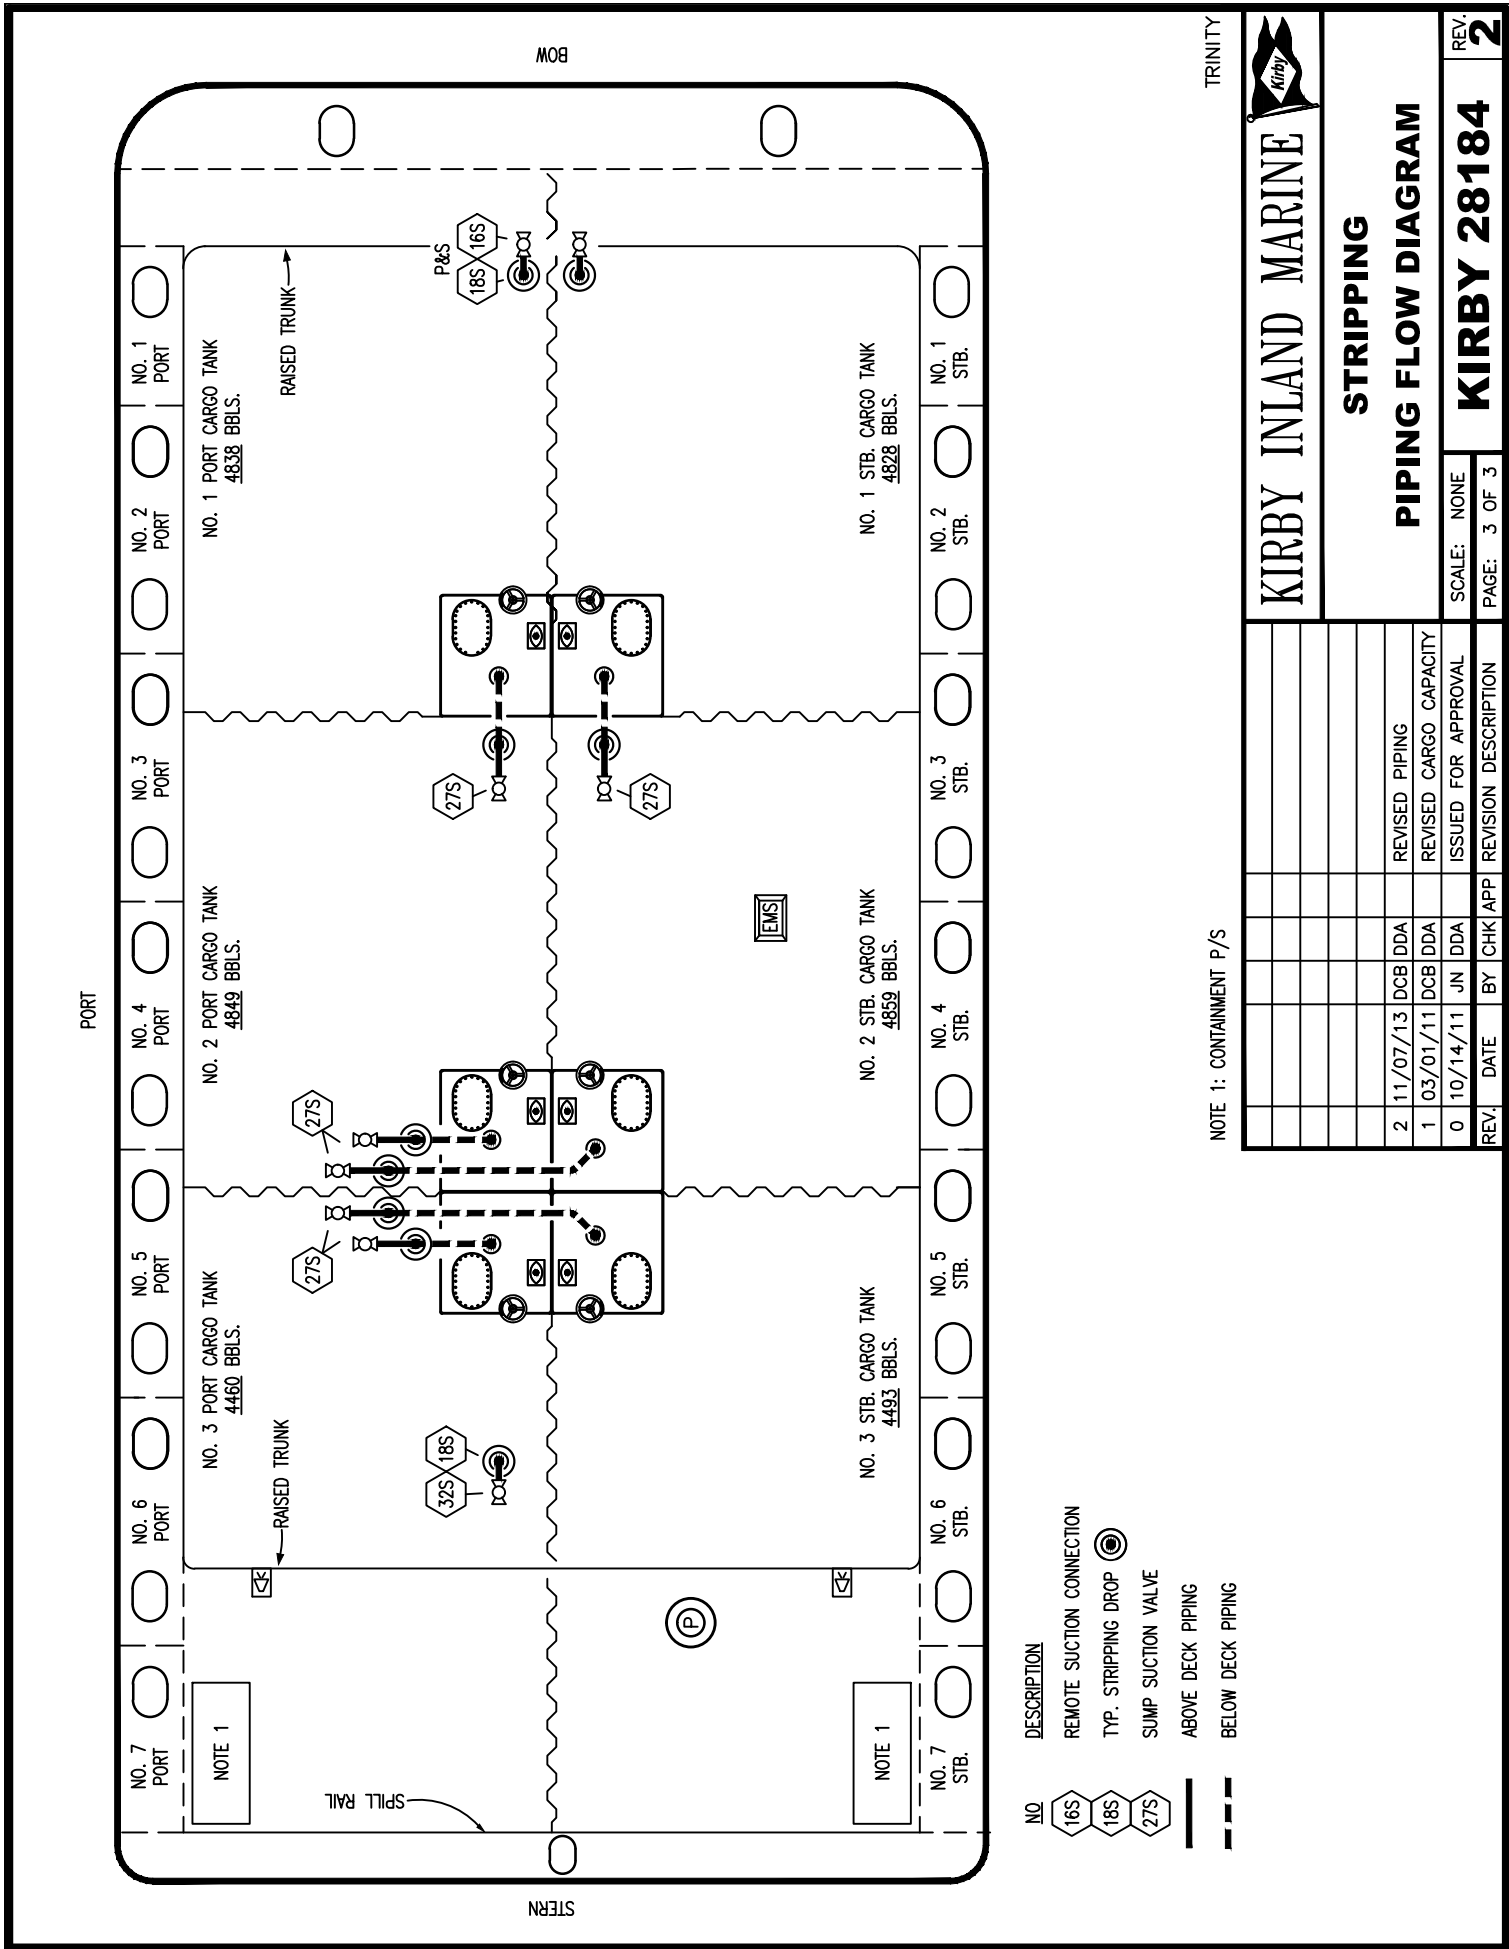 PORT
STERN
BOW
NO. 7
PORT
NO. 6
PORT
NO. 5
PORT
NO. 4
PORT
NO. 3
PORT
NO. 2
PORT
NO. 1
PORT
NOTE 1
SPILL RAIL
RAISED TRUNK
NO. 3 PORT CARGO TANK
4460 BBLS.
NO. 2 PORT CARGO TANK
4849 BBLS.
NO. 1 PORT CARGO TANK
4838 BBLS.
RAISED TRUNK
27S
27S
32S
18S
27S
27S
P&S
18S
16S
P
EMS
NO. 3 STB. CARGO TANK
4493 BBLS.
NO. 2 STB. CARGO TANK
4859 BBLS.
NO. 1 STB. CARGO TANK
4828 BBLS.
NOTE 1
NO. 7
STB.
NO. 6
STB.
NO. 5
STB.
NO. 4
STB.
NO. 3
STB.
NO. 2
STB.
NO. 1
STB.
NO DESCRIPTION
16S REMOTE SUCTION CONNECTION
18S TYP. STRIPPING DROP
27S SUMP SUCTION VALVE
ABOVE DECK PIPING
BELOW DECK PIPING
NOTE 1: CONTAINMENT P/S
TRINITY
2 11/07/13 DCB DDA REVISED PIPING
1 03/01/11 DCB DDA REVISED CARGO CAPACITY
0 10/14/11 JN DDA ISSUED FOR APPROVAL
REV. DATE BY CHK APP REVISION DESCRIPTION
KIRBY INLAND MARINE
Kirby
STRIPPING
PIPING FLOW DIAGRAM
SCALE: NONE
PAGE: 3 OF 3
KIRBY 28184
REV.
2